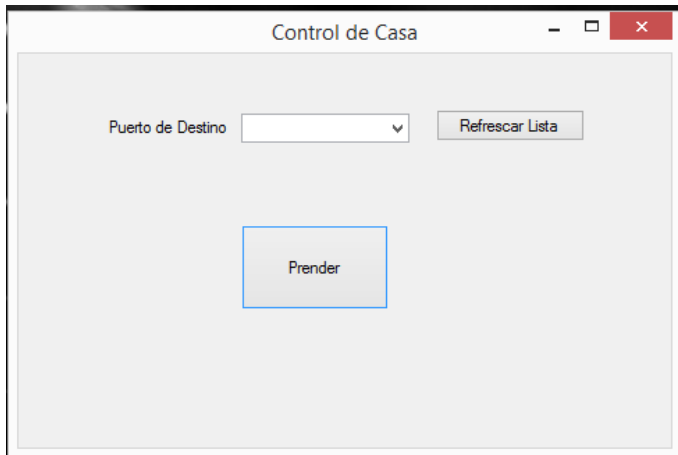 Control de Casa
Puerto de Destino
Refrescar Lista
Prender